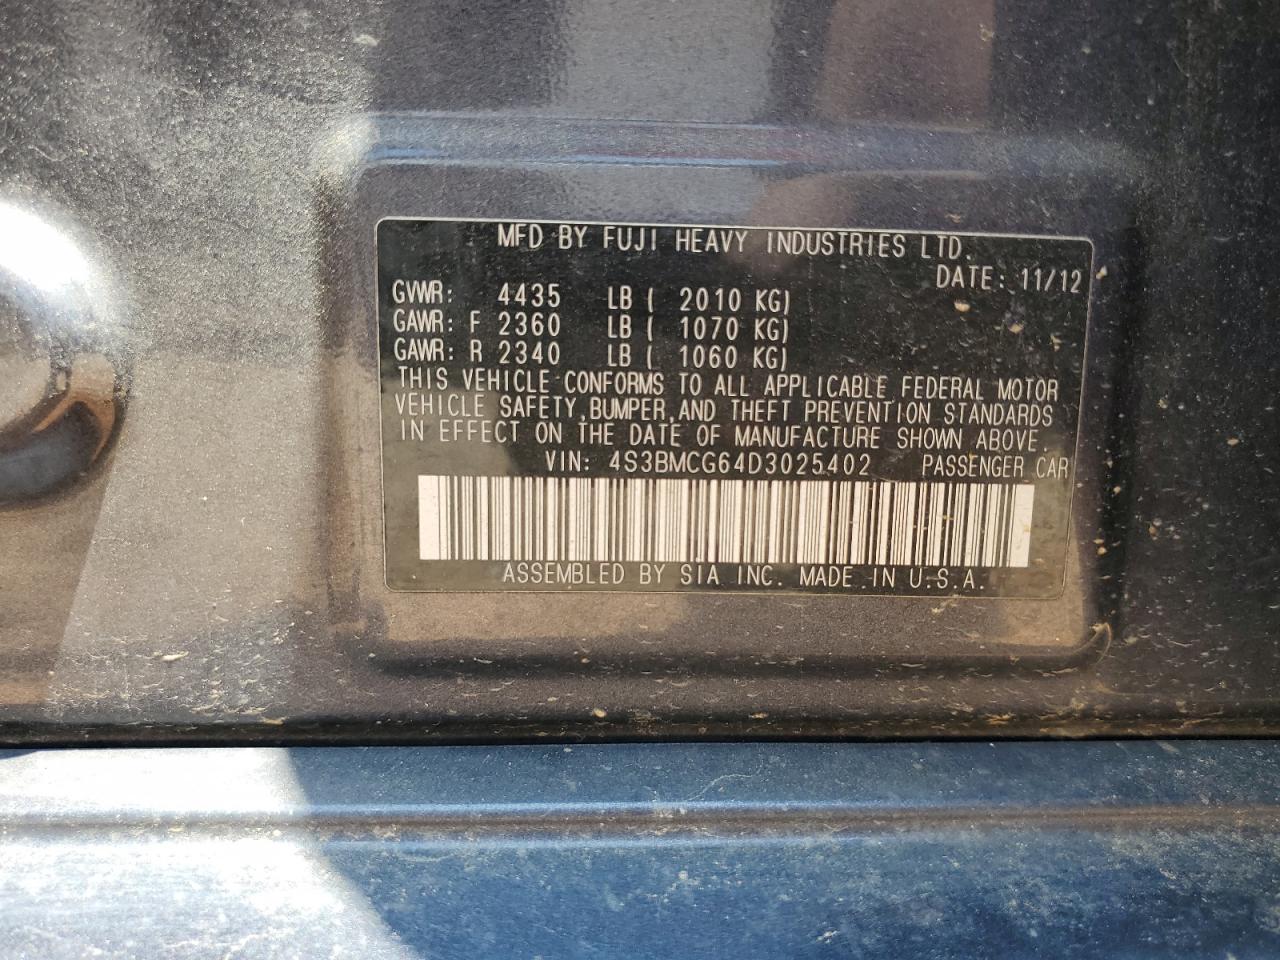 MFD BY FUJI HEAVY INDUSTRIES LTD.
DATE: 11/12
GVWR: 4435 LB ( 2010 KG)
GAWR: F 2360 LB ( 1070 KG)
GAWR: R 2340 LB ( 1060 KG)
THIS VEHICLE CONFORMS TO ALL APPLICABLE FEDERAL MOTOR
VEHICLE SAFETY, BUMPER, AND THEFT PREVENTION STANDARDS
IN EFFECT ON THE DATE OF MANUFACTURE SHOWN ABOVE.
VIN: 4S3BMCG64D3025402 PASSENGER CAR
ASSEMBLED BY SIA INC. MADE IN U.S.A.